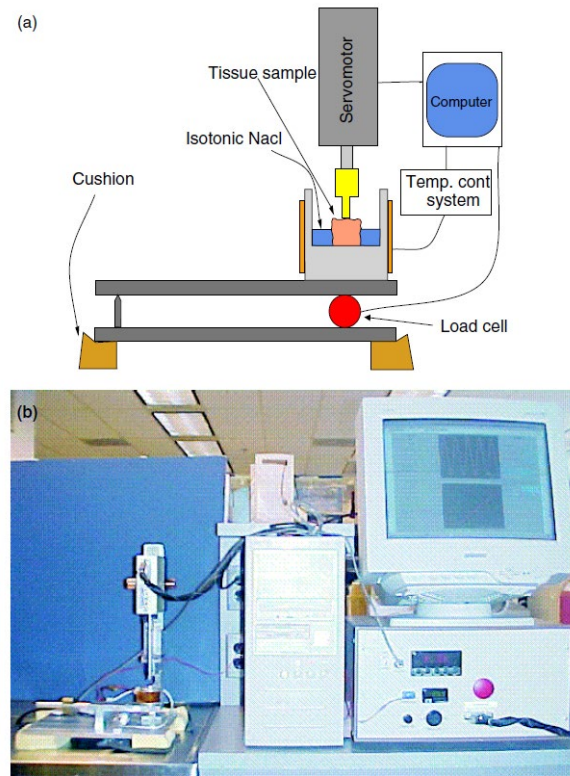 (a)
Tissue sample
Servomotor
Computer
Isotonic Nacl
Cushion
Temp. cont
system
Load cell
(b)